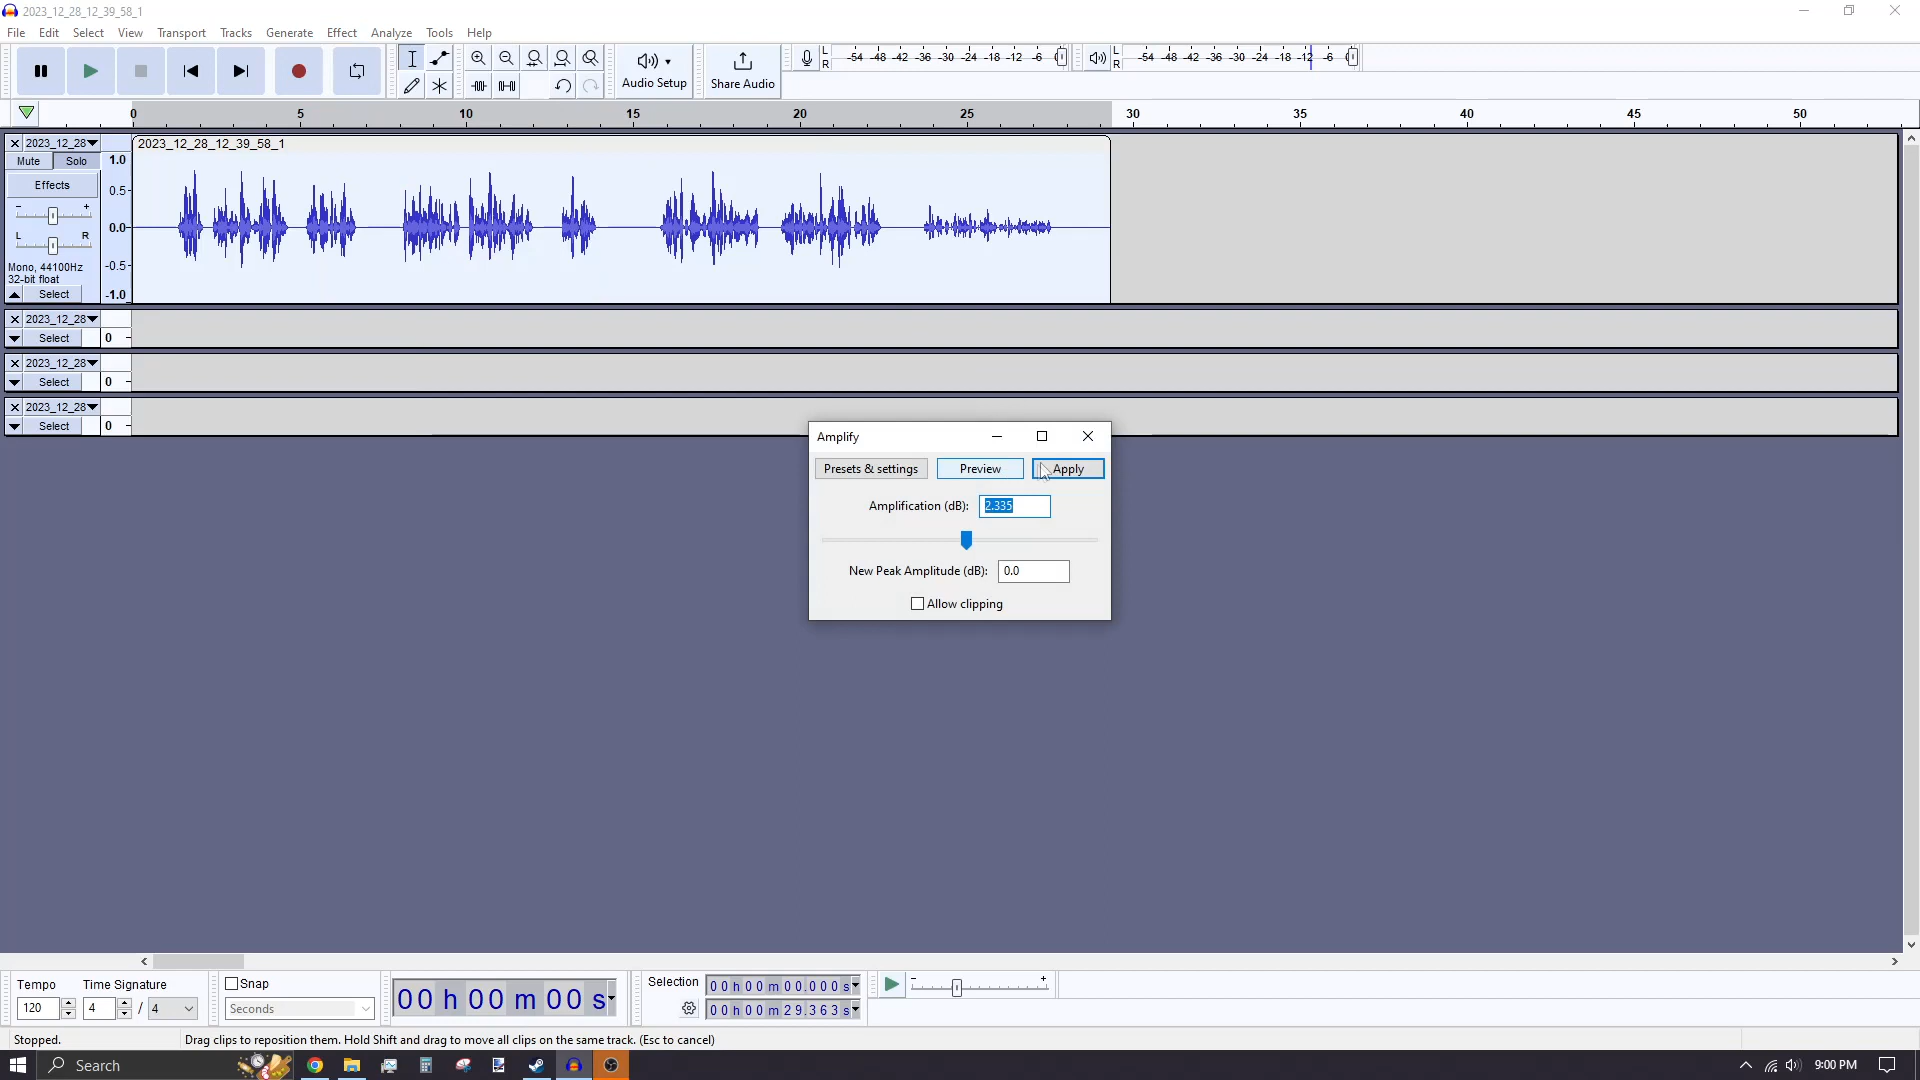 2023_12_28_12_39_58_1
File Edit Select View Transport Tracks Generate Effect Analyze Tools Help
Audio Setup
Share Audio
L
R
-54 -48 -42 -36 -30 -24 -18 -12 -6 0
L
R
-54 -48 -42 -36 -30 -24 -18 -12 -6 0
0 5 10 15 20 25 30 35 40 45 50
2023_12_28
2023_12_28_12_39_58_1
Mute Solo
Effects
- +
L R
Mono, 44100Hz
32-bit float
Select
1.0
0.5
0.0
-0.5
-1.0
2023_12_28
Select 0
2023_12_28
Select 0
2023_12_28
Select 0
Amplify
Presets & settings Preview Apply
Amplification (dB): 2.335
New Peak Amplitude (dB): 0.0
Allow clipping
Tempo
120
Time Signature
4 / 4
Snap
Seconds
00 h 00 m 00 s
Selection
00 h 00 m 00.000 s
00 h 00 m 29.363 s
- +
Stopped.
Drag clips to reposition them. Hold Shift and drag to move all clips on the same track. (Esc to cancel)
Search
9:00 PM